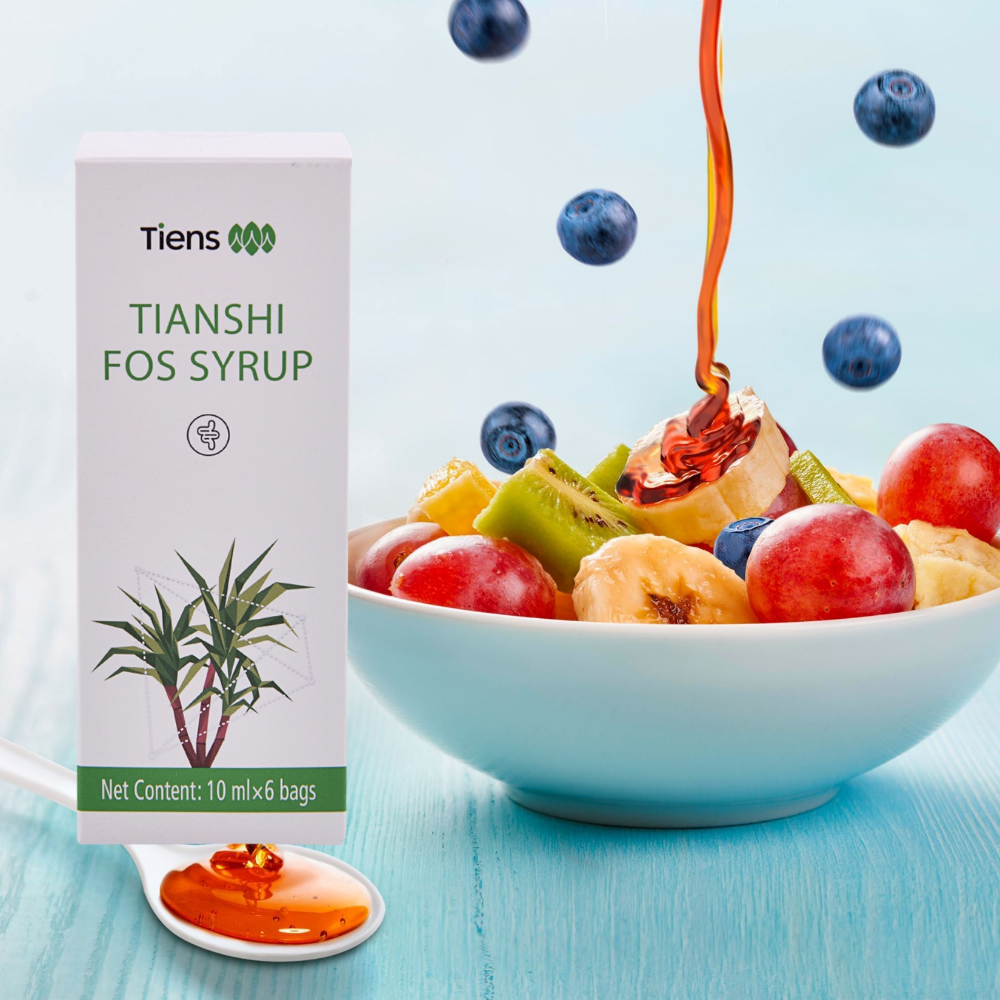 Tiens
TIANSHI
FOS SYRUP
Net Content: 10 ml×6 bags